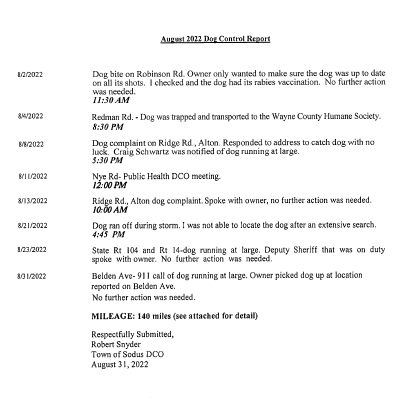 August 2022 Dog Control Report
8/2/2022 Dog bite on Robinson Rd. Owner only wanted to make sure the dog was up to date
on all its shots. I checked and the dog had its rabies vaccination. No further action
was needed.
11:30 AM
8/4/2022 Redman Rd. - Dog was trapped and transported to the Wayne County Humane Society.
8:30 PM
8/8/2022 Dog complaint on Ridge Rd., Alton. Responded to address to catch dog with no
luck. Craig Schwartz was notified of dog running at large.
5:30 PM
8/11/2022 Nye Rd- Public Health DCO meeting.
12:00 PM
8/13/2022 Ridge Rd., Alton dog complaint. Spoke with owner, no further action was needed.
10:00 AM
8/21/2022 Dog ran off during storm. I was not able to locate the dog after an extensive search.
4:45 PM
8/23/2022 State Rt 104 and Rt 14-dog running at large. Deputy Sheriff that was on duty
spoke with owner. No further action was needed.
8/31/2022 Belden Ave- 911 call of dog running at large. Owner picked dog up at location
reported on Belden Ave.
No further action was needed.
MILEAGE: 140 miles (see attached for detail)
Respectfully Submitted,
Robert Snyder
Town of Sodus DCO
August 31, 2022